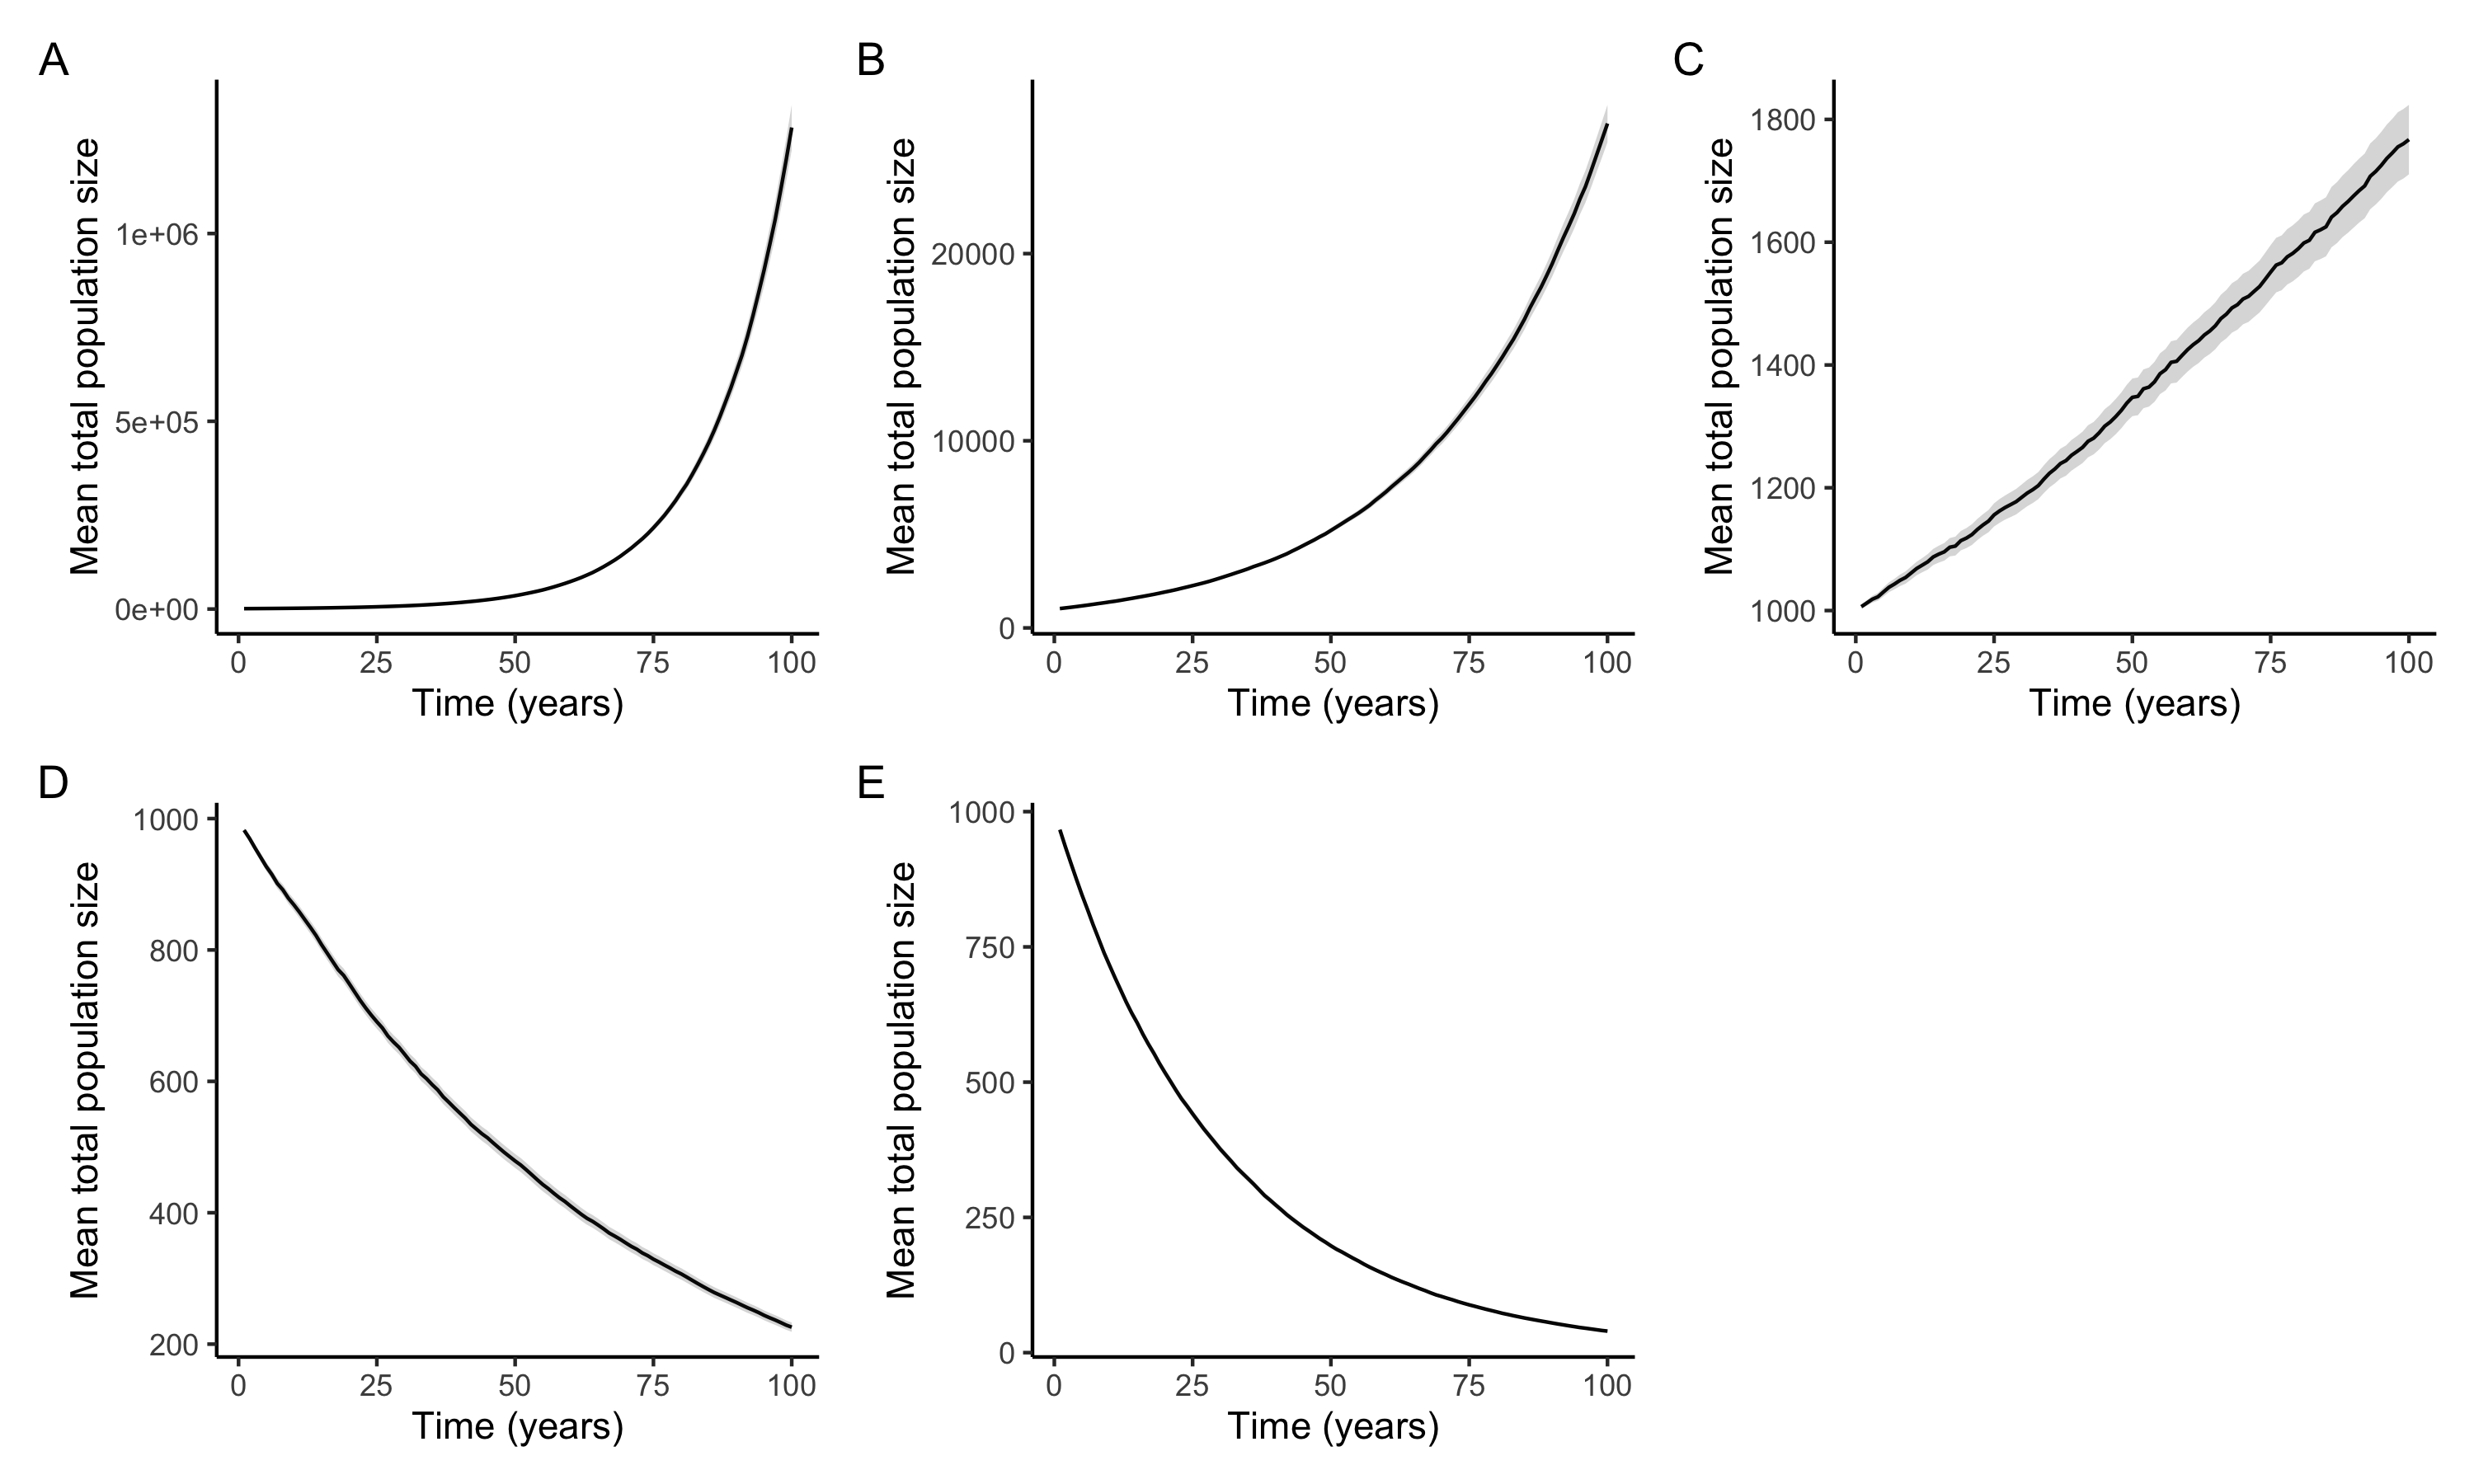 A
Mean total population size
1e+06
5e+05
0e+00
0 25 50 75 100
Time (years)
B
Mean total population size
20000
10000
0
0 25 50 75 100
Time (years)
C
Mean total population size
1800
1600
1400
1200
1000
0 25 50 75 100
Time (years)
D
Mean total population size
1000
800
600
400
200
0 25 50 75 100
Time (years)
E
Mean total population size
1000
750
500
250
0
0 25 50 75 100
Time (years)